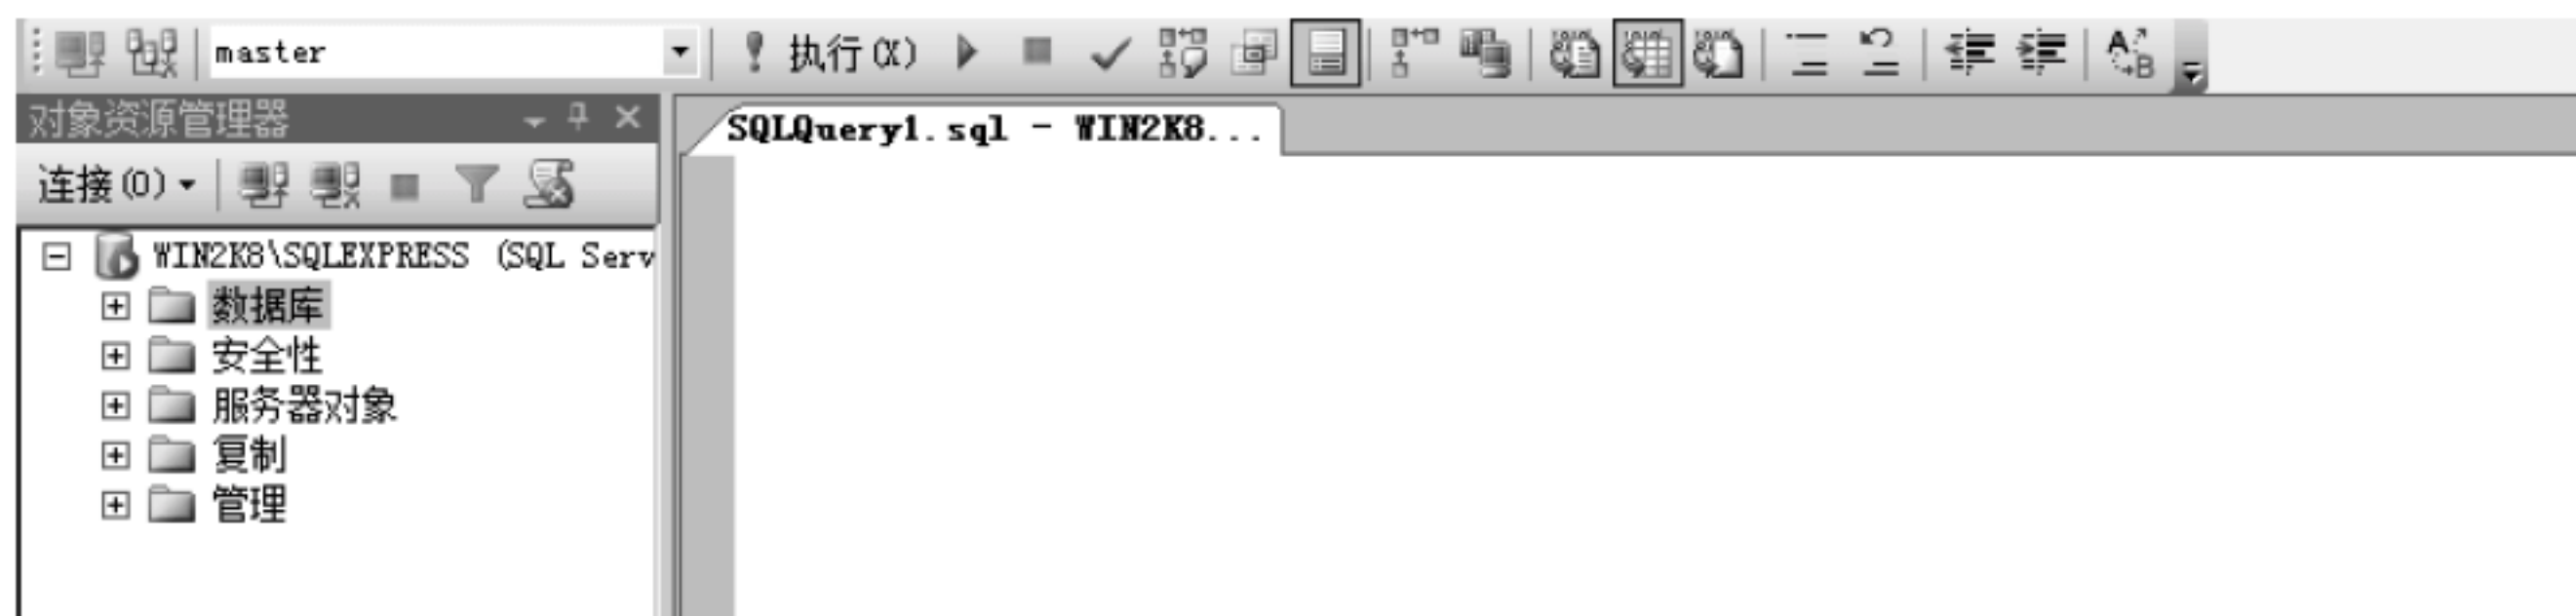 master 执行(X)
对象资源管理器
SQLQuery1.sql - WIN2K8...
连接(O)
WIN2K8\SQLEXPRESS (SQL Serv
数据库
安全性
服务器对象
复制
管理